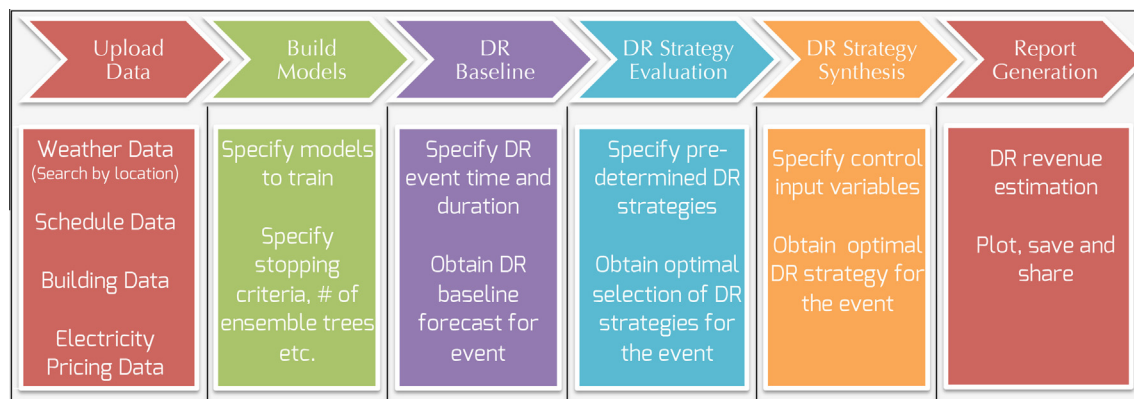 Upload
Data
Build
Models
DR
Baseline
DR Strategy
Evaluation
DR Strategy
Synthesis
Report
Generation
Weather Data
(Search by location)
Schedule Data
Building Data
Electricity
Pricing Data
Specify models
to train
Specify
stopping
criteria, # of
ensemble trees
etc.
Specify DR
event time and
duration
Obtain DR
baseline
forecast for
event
Specify pre-
determined DR
strategies
Obtain optimal
selection of DR
strategies for
the event
Specify control
input variables
Obtain optimal
DR strategy for
the event
DR revenue
estimation
Plot, save and
share